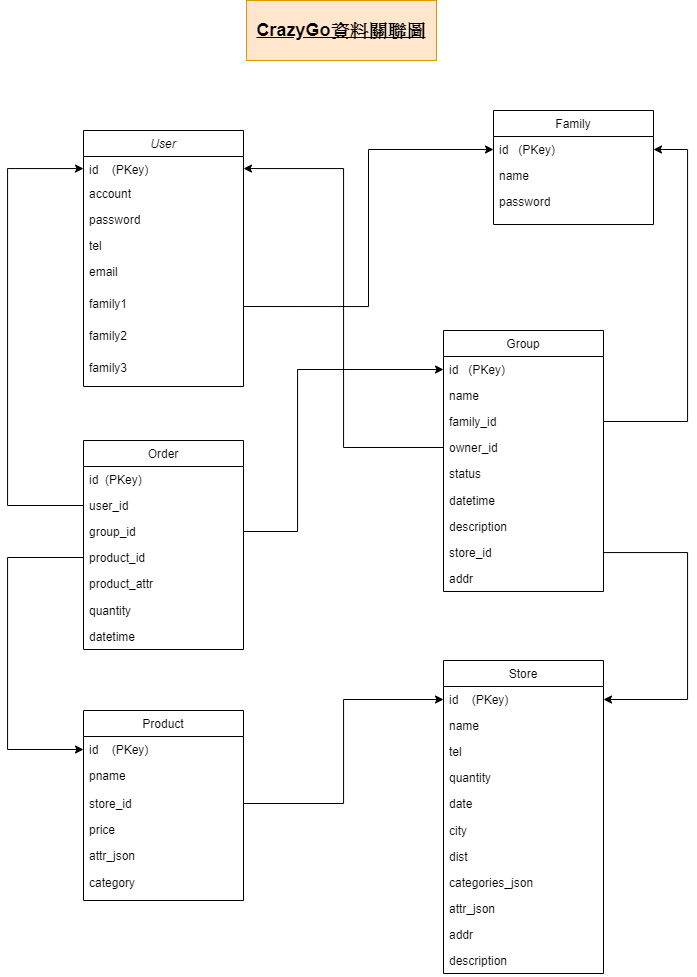 CrazyGo資料關聯圖
User
id （PKey）
account
password
tel
email
family1
family2
family3
Family
id （PKey）
name
password
Group
id （PKey）
name
family_id
owner_id
status
datetime
description
store_id
addr
Order
id（PKey）
user_id
group_id
product_id
product_attr
quantity
datetime
Product
id （PKey）
pname
store_id
price
attr_json
category
Store
id （PKey）
name
tel
quantity
date
city
dist
categories_json
attr_json
addr
description